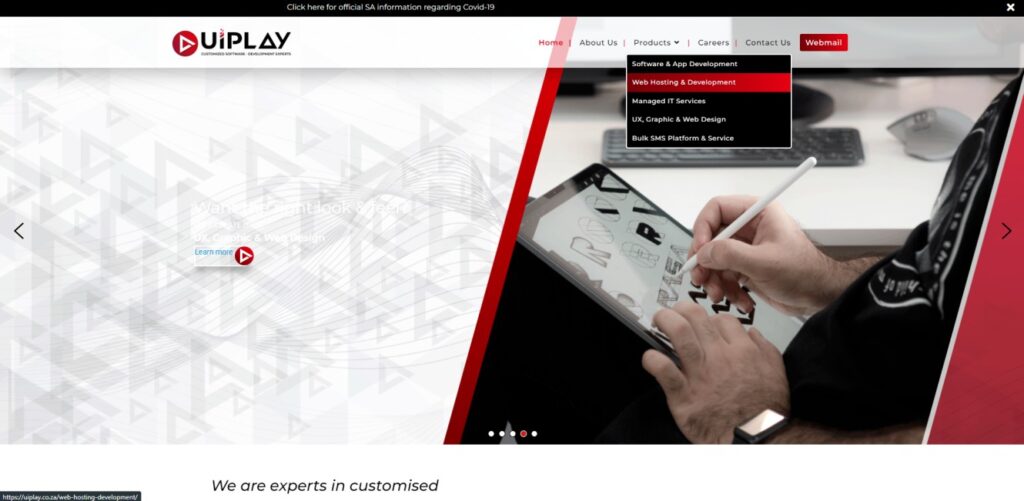 Click here for official SA information regarding Covid-19
UiPLAY
CUSTOMIZED SOFTWARE · DEVELOPMENT EXPERTS
Home | About Us | Products | Careers | Contact Us Webmail
Software & App Development
Web Hosting & Development
Managed IT Services
UX, Graphic & Web Design
Bulk SMS Platform & Service
look &
UX, Graphic & Web Design
Learn more
We are experts in customised
https://uiplay.co.za/web-hosting-development/